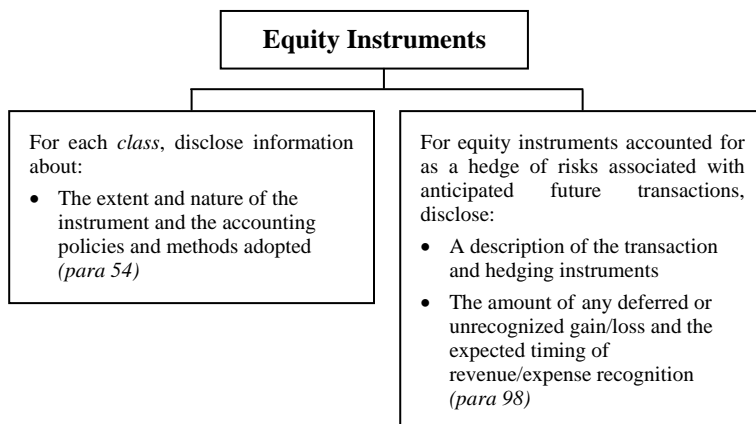 Equity Instruments
For each class, disclose information
about:
• The extent and nature of the
instrument and the accounting
policies and methods adopted
(para 54)
For equity instruments accounted for
as a hedge of risks associated with
anticipated future transactions,
disclose:
• A description of the transaction
and hedging instruments
• The amount of any deferred or
unrecognized gain/loss and the
expected timing of
revenue/expense recognition
(para 98)